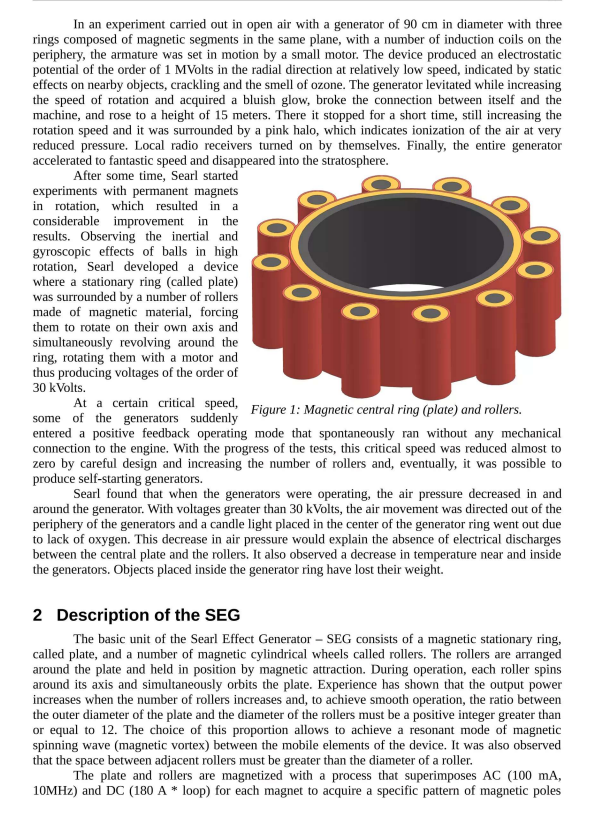 In an experiment carried out in open air with a generator of 90 cm in diameter with three
rings composed of magnetic segments in the same plane, with a number of induction coils on the
periphery, the armature was set in motion by a small motor. The device produced an electrostatic
potential of the order of 1 MVolts in the radial direction at relatively low speed, indicated by static
effects on nearby objects, crackling and the smell of ozone. The generator levitated while increasing
the speed of rotation and acquired a bluish glow, broke the connection between itself and the
machine, and rose to a height of 15 meters. There it stopped for a short time, still increasing the
rotation speed and it was surrounded by a pink halo, which indicates ionization of the air at very
reduced pressure. Local radio receivers turned on by themselves. Finally, the entire generator
accelerated to fantastic speed and disappeared into the stratosphere.
After some time, Searl started
experiments with permanent magnets
in rotation, which resulted in a
considerable improvement in the
results. Observing the inertial and
gyroscopic effects of balls in high
rotation, Searl developed a device
where a stationary ring (called plate)
was surrounded by a number of rollers
made of magnetic material, forcing
them to rotate on their own axis and
simultaneously revolving around the
ring, rotating them with a motor and
thus producing voltages of the order of
30 kVolts.
At a certain critical speed,
some of the generators suddenly
Figure 1: Magnetic central ring (plate) and rollers.
entered a positive feedback operating mode that spontaneously ran without any mechanical
connection to the engine. With the progress of the tests, this critical speed was reduced almost to
zero by careful design and increasing the number of rollers and, eventually, it was possible to
produce self-starting generators.
Searl found that when the generators were operating, the air pressure decreased in and
around the generator. With voltages greater than 30 kVolts, the air movement was directed out of the
periphery of the generators and a candle light placed in the center of the generator ring went out due
to lack of oxygen. This decrease in air pressure would explain the absence of electrical discharges
between the central plate and the rollers. It also observed a decrease in temperature near and inside
the generators. Objects placed inside the generator ring have lost their weight.
2 Description of the SEG
The basic unit of the Searl Effect Generator – SEG consists of a magnetic stationary ring,
called plate, and a number of magnetic cylindrical wheels called rollers. The rollers are arranged
around the plate and held in position by magnetic attraction. During operation, each roller spins
around its axis and simultaneously orbits the plate. Experience has shown that the output power
increases when the number of rollers increases and, to achieve smooth operation, the ratio between
the outer diameter of the plate and the diameter of the rollers must be a positive integer greater than
or equal to 12. The choice of this proportion allows to achieve a resonant mode of magnetic
spinning wave (magnetic vortex) between the mobile elements of the device. It was also observed
that the space between adjacent rollers must be greater than the diameter of a roller.
The plate and rollers are magnetized with a process that superimposes AC (100 mA,
10MHz) and DC (180 A * loop) for each magnet to acquire a specific pattern of magnetic poles